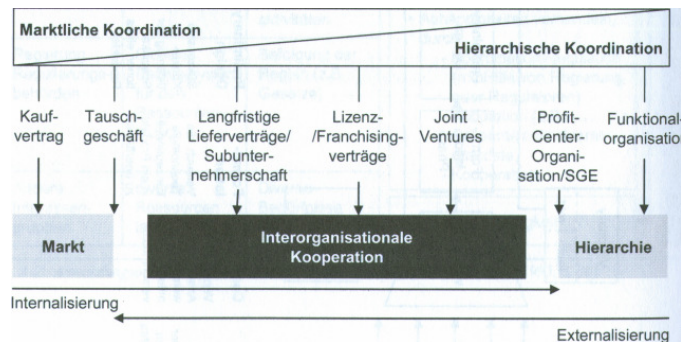 Marktliche Koordination
Hierarchische Koordination
Kauf-
vertrag
Tausch-
geschäft
Langfristige
Lieferverträge/
Subunter-
nehmerschaft
Lizenz-
/Franchising-
verträge
Joint
Ventures
Profit-
Center-
Organi-
sation/SGE
Funktional-
organisation
Markt
Interorganisationale
Kooperation
Hierarchie
Internalisierung
Externalisierung